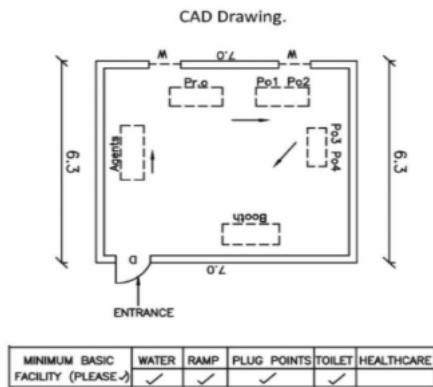 CAD Drawing.
W 7.0 W
Pr.o Po1 Po2
6.3 Agents Po3 Po4 6.3
Booth
D 7.0
ENTRANCE
MINIMUM BASIC FACILITY (PLEASE ✓) WATER RAMP PLUG POINTS TOILET HEALTHCARE
✓ ✓ ✓ ✓